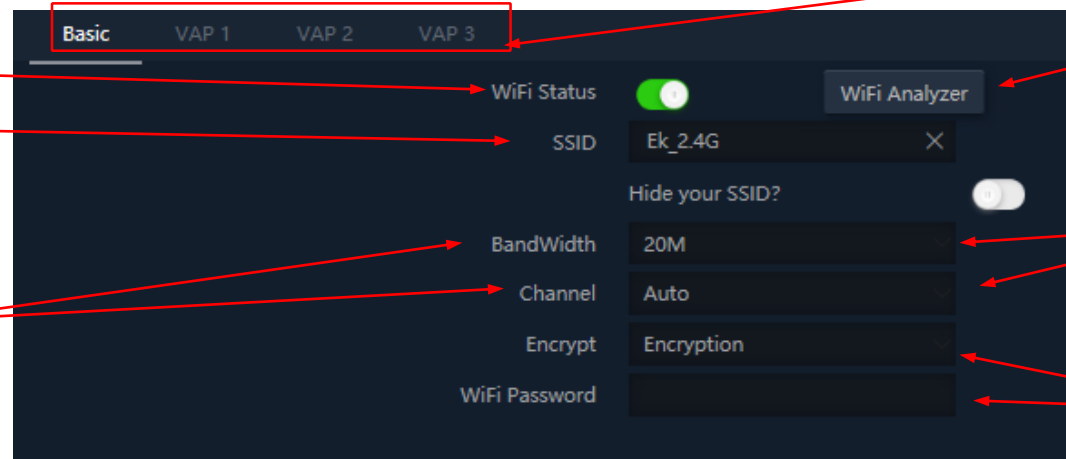 Basic VAP 1 VAP 2 VAP 3
WiFi Status WiFi Analyzer
SSID Ek_2.4G
Hide your SSID?
BandWidth 20M
Channel Auto
Encrypt Encryption
WiFi Password